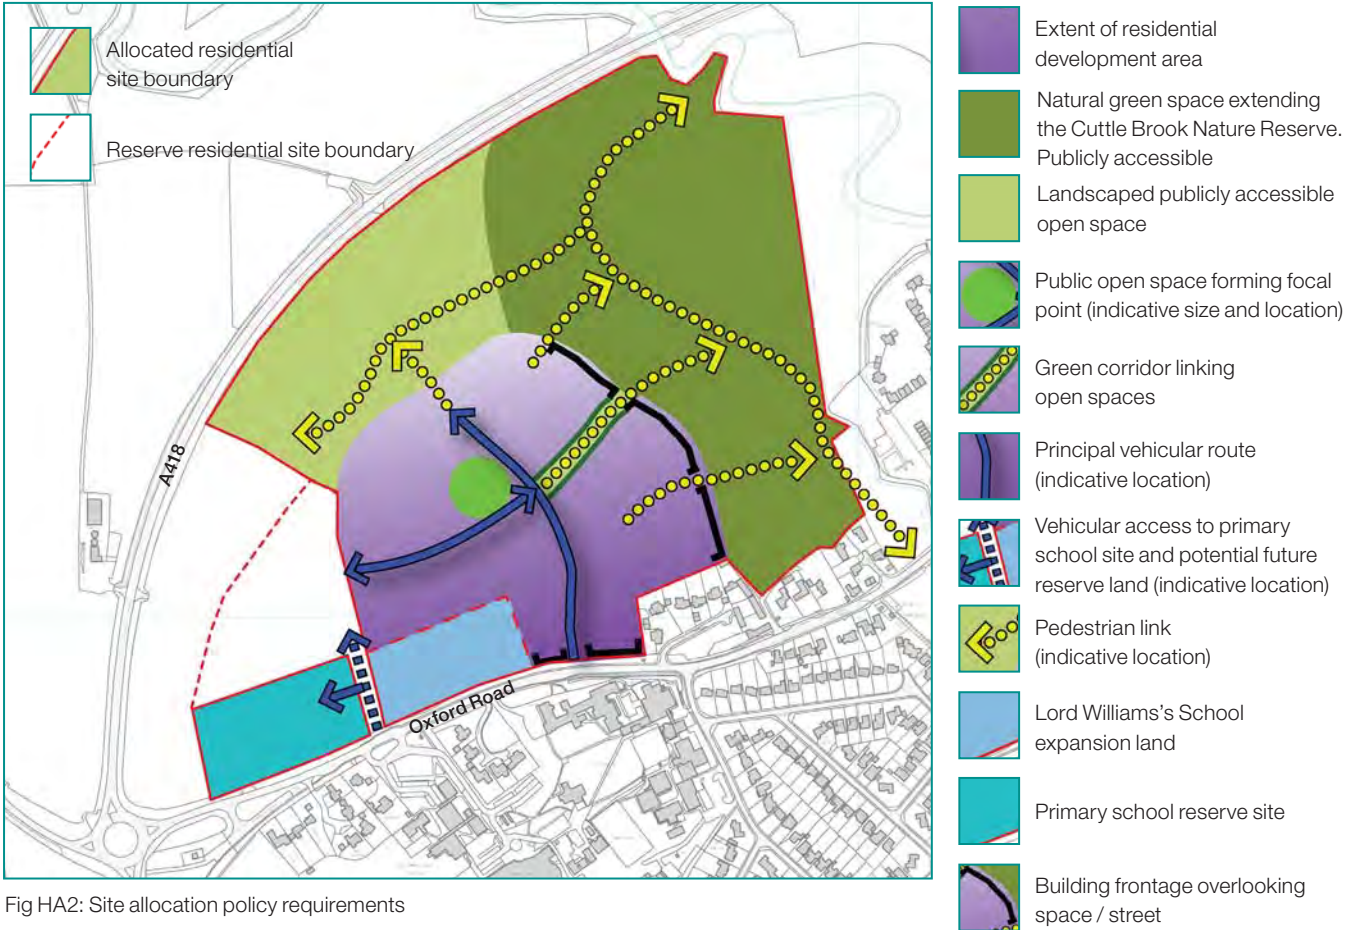 Allocated residential
site boundary
Reserve residential site boundary
A418
Oxford Road
Extent of residential
development area
Natural green space extending
the Cuttle Brook Nature Reserve.
Publicly accessible
Landscaped publicly accessible
open space
Public open space forming focal
point (indicative size and location)
Green corridor linking
open spaces
Principal vehicular route
(indicative location)
Vehicular access to primary
school site and potential future
reserve land (indicative location)
Pedestrian link
(indicative location)
Lord Williams's School
expansion land
Primary school reserve site
Building frontage overlooking
space / street
Fig HA2: Site allocation policy requirements